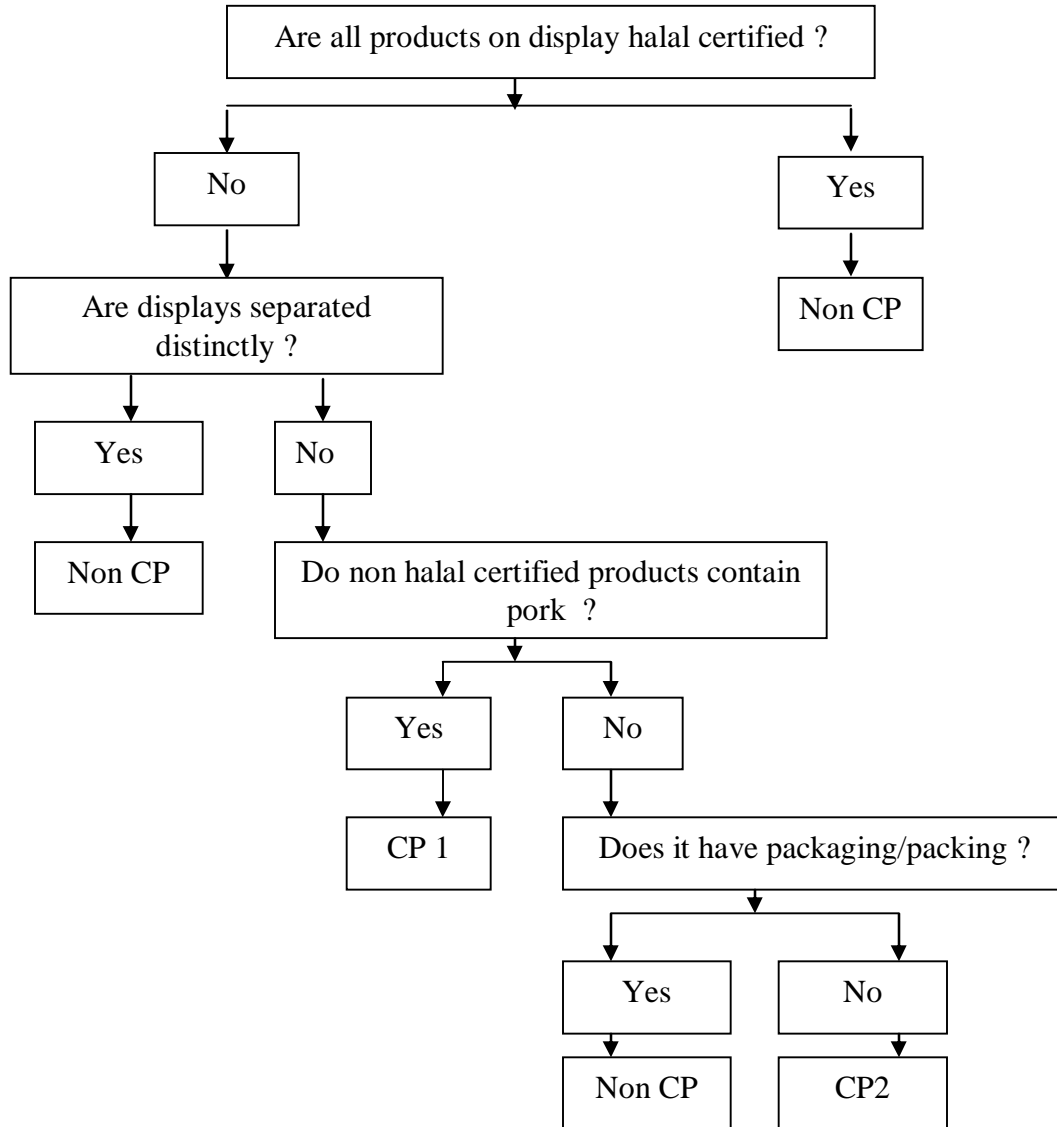 Are all products on display halal certified ?
No
Yes
Are displays separated
distinctly ?
Non CP
Yes
No
Non CP
Do non halal certified products contain
pork  ?
Yes
No
CP 1
Does it have packaging/packing ?
Yes
No
Non CP
CP2